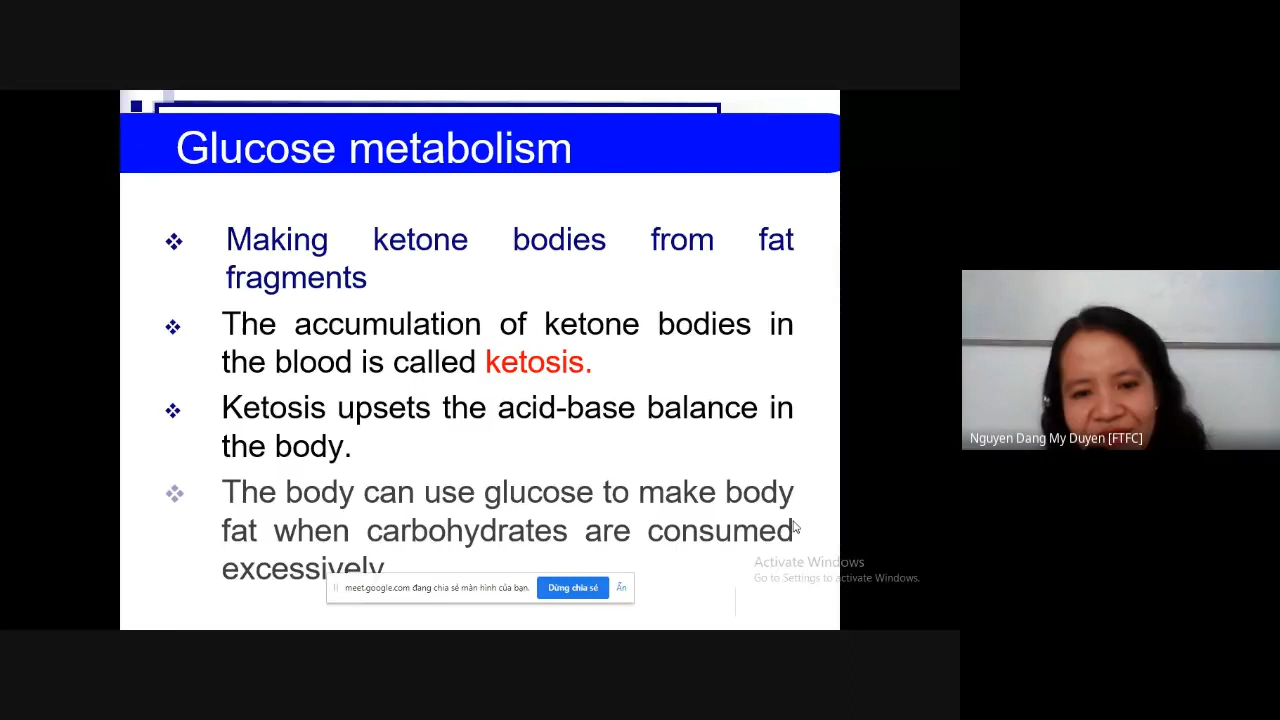 Glucose metabolism
Making ketone bodies from fat
fragments
The accumulation of ketone bodies in
the blood is called ketosis.
Ketosis upsets the acid-base balance in
the body.
The body can use glucose to make body
fat when carbohydrates are consumed
excessively
meet.google.com đang chia sẻ màn hình của bạn.
Dừng chia sẻ
Ẩn
Activate Windows
Go to Settings to activate Windows.
Nguyen Dang My Duyen [FTFC]